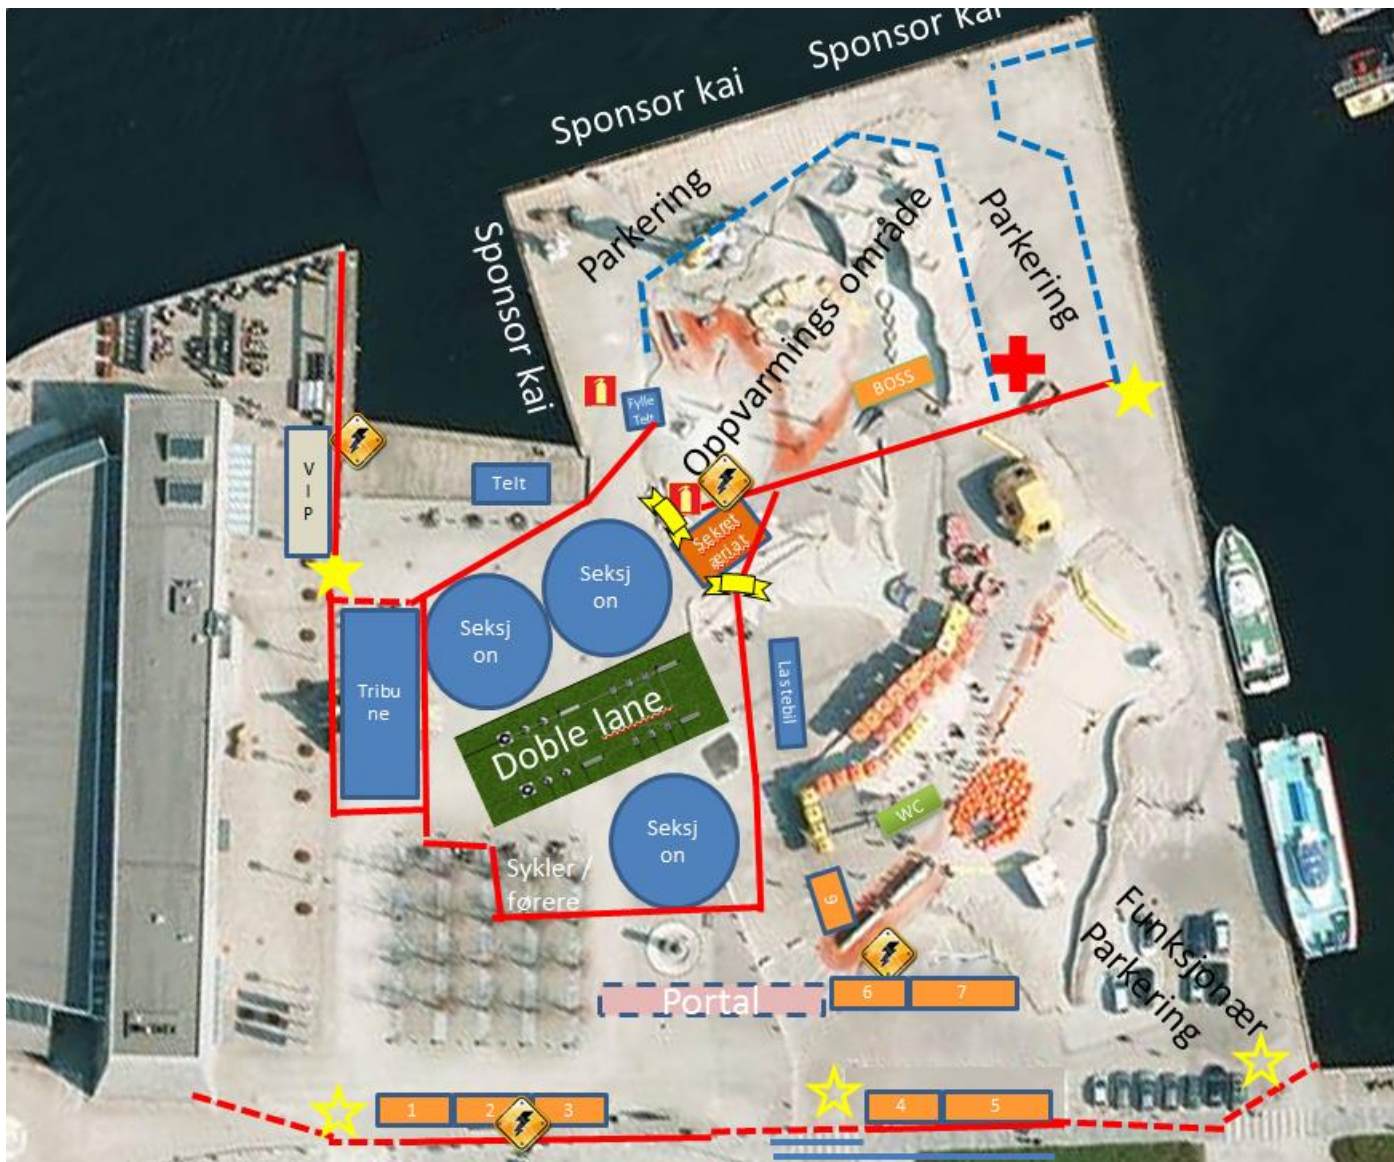 Sponsor kai
Sponsor kai
Sponsor kai
Parkering
Parkering
Oppvarmings område
BOSS
Fylle
Telt
VIP
Telt
Sekret
æriat
Seksj
on
Seksj
on
Tribu
ne
Doble lane
Lastebil
Seksj
on
WC
Sykler /
førere
9
Funksjonær
Parkering
Portal
6
7
1
2
3
4
5